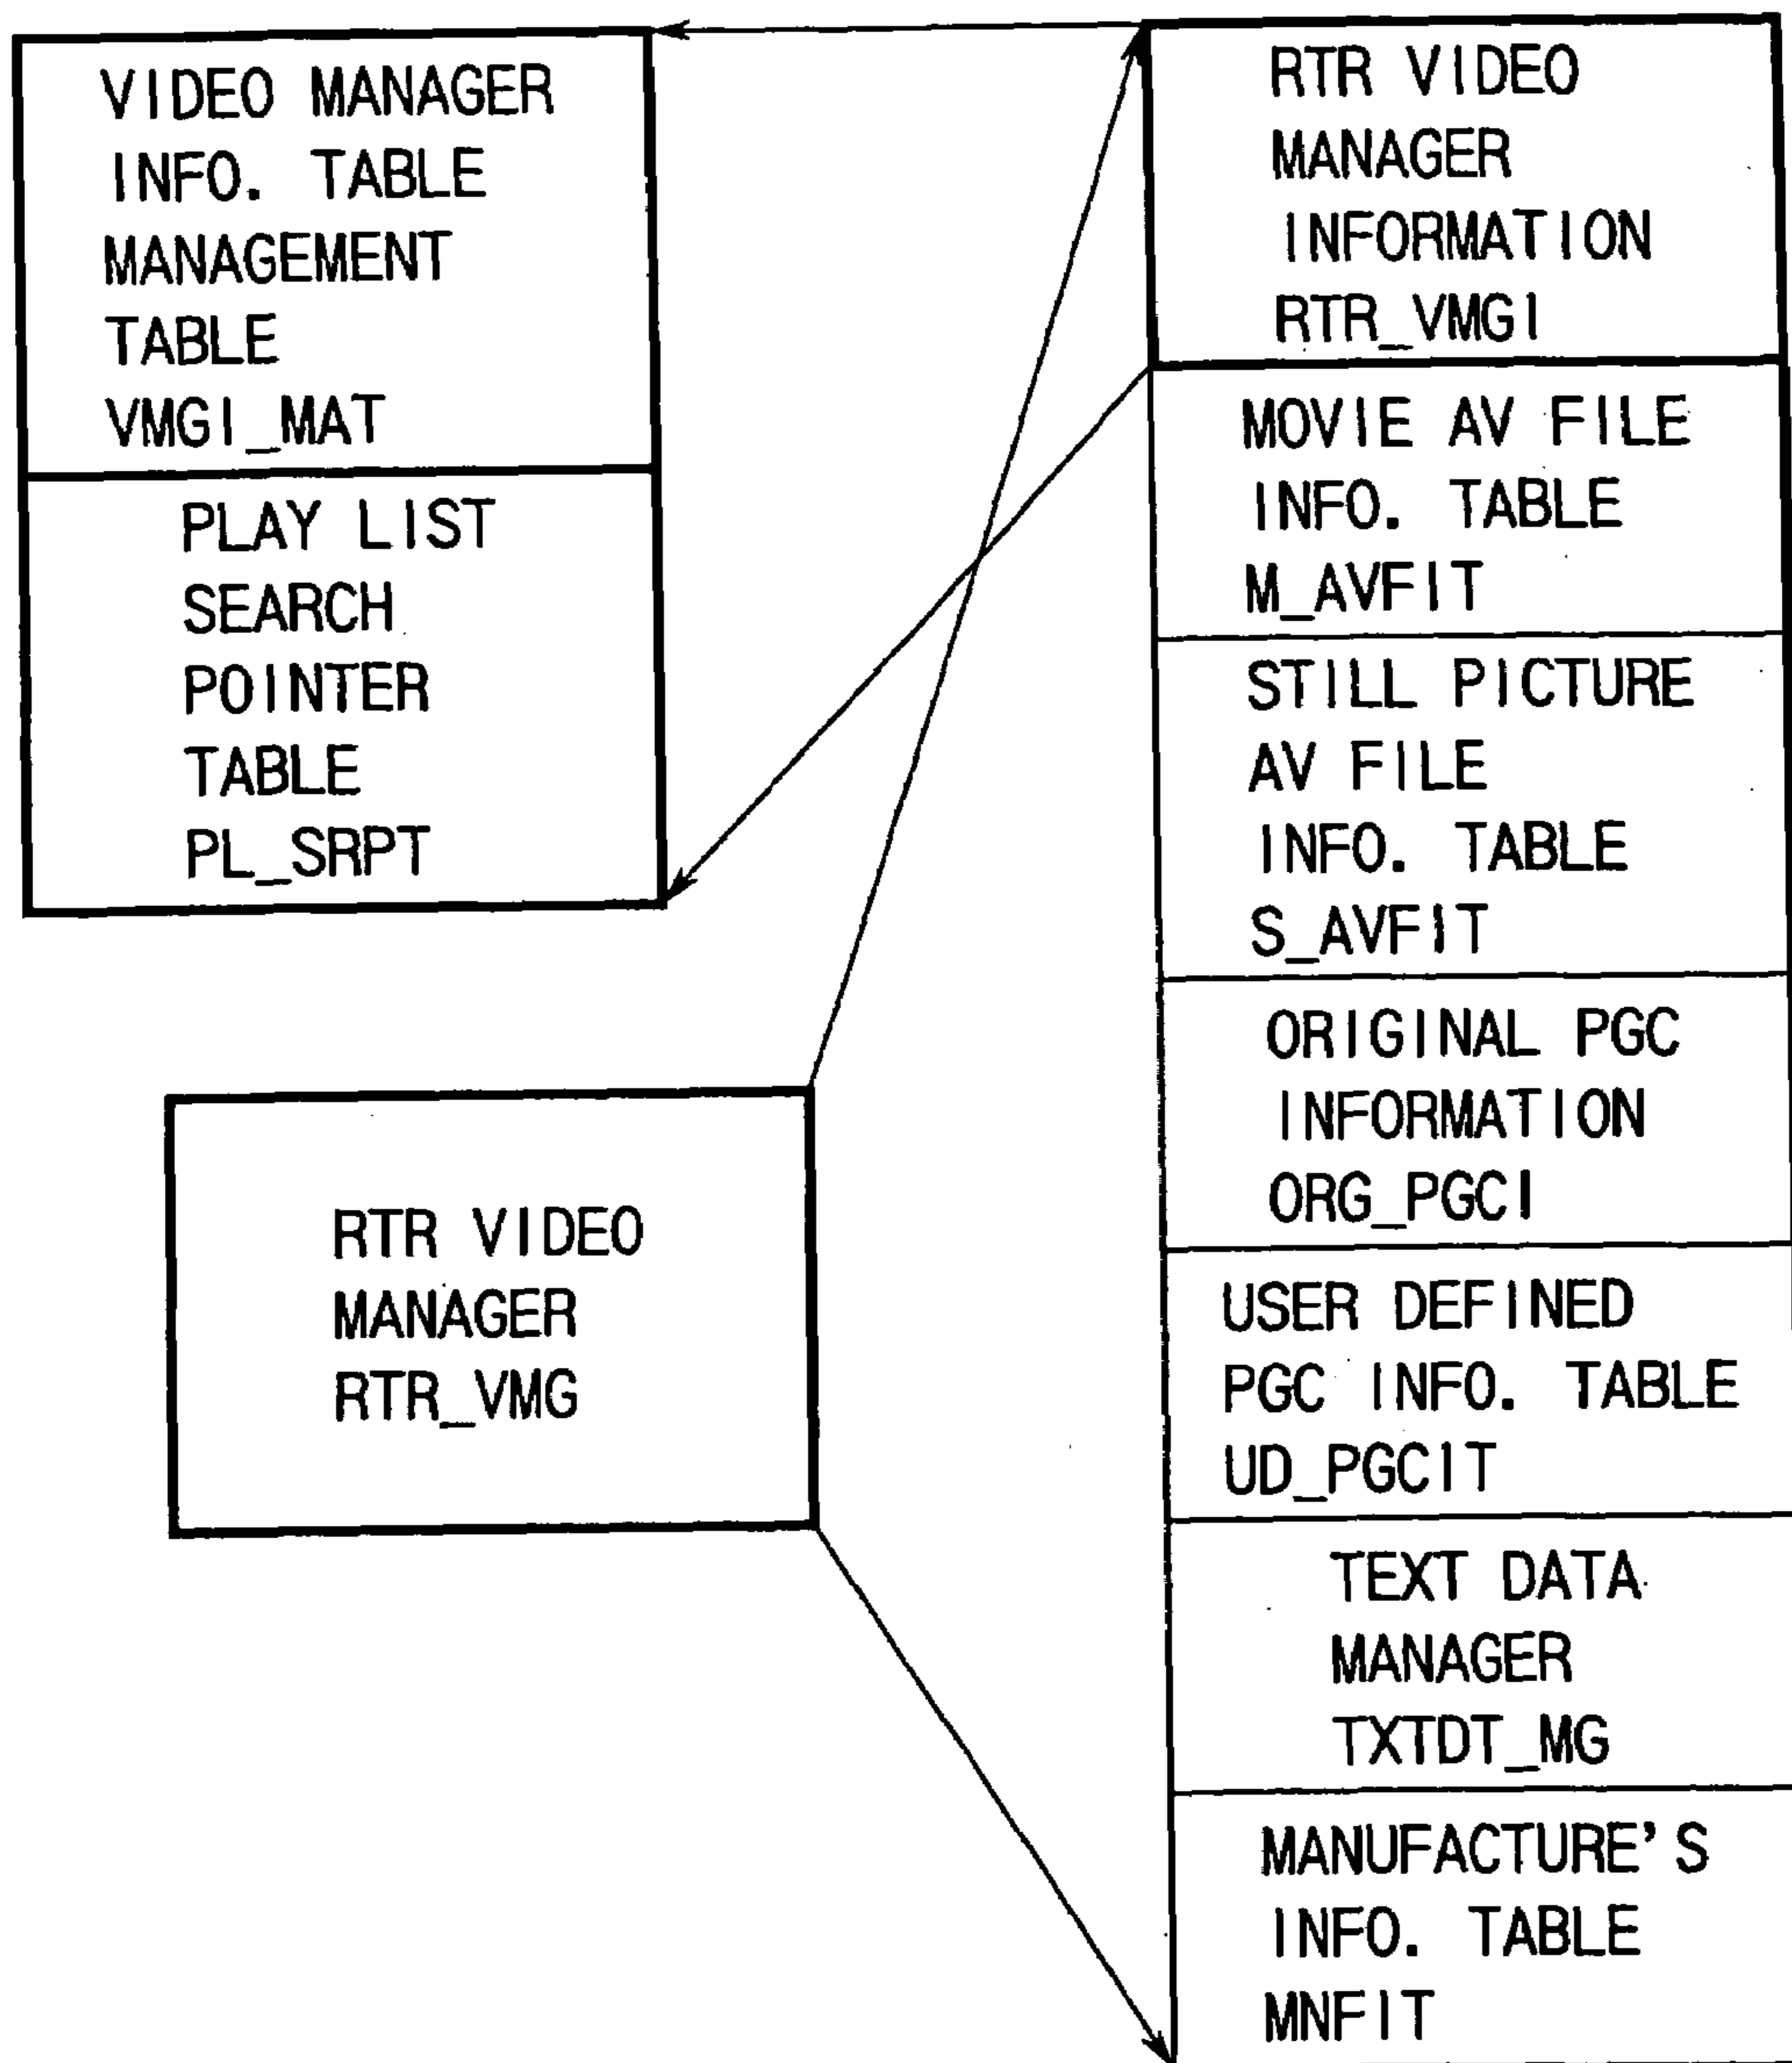 VIDEO MANAGER
INFO. TABLE
MANAGEMENT
TABLE
VMGI_MAT
PLAY LIST
SEARCH
POINTER
TABLE
PL_SRPT
RTR VIDEO
MANAGER
RTR_VMG
RTR VIDEO
MANAGER
INFORMATION
RTR_VMGI
MOVIE AV FILE
INFO. TABLE
M_AVFIT
STILL PICTURE
AV FILE
INFO. TABLE
S_AVFIT
ORIGINAL PGC
INFORMATION
ORG_PGCI
USER DEFINED
PGC INFO. TABLE
UD_PGCIT
TEXT DATA
MANAGER
TXTDT_MG
MANUFACTURE'S
INFO. TABLE
MNFIT